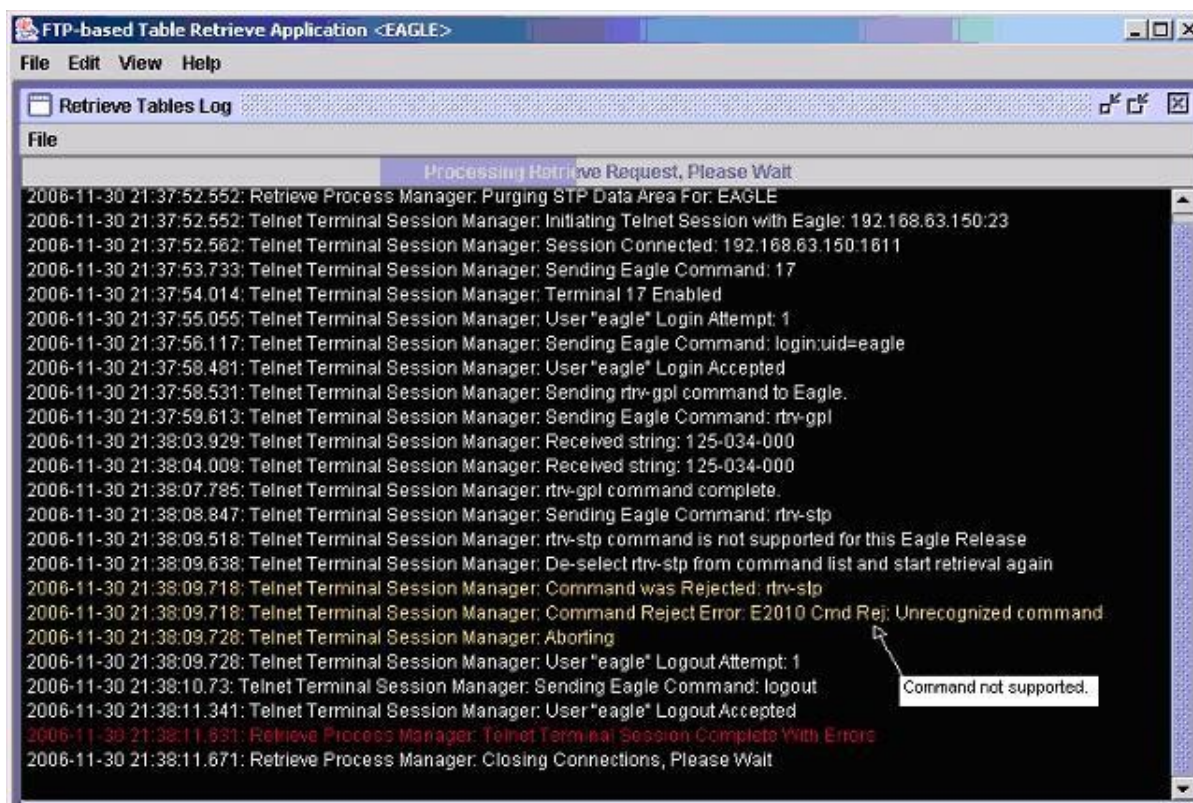 FTP-based Table Retrieve Application <EAGLE>
File Edit View Help
Retrieve Tables Log
File
Processing Retrieve Request, Please Wait
2006-11-30 21:37:52.552: Retrieve Process Manager: Purging STP Data Area For: EAGLE
2006-11-30 21:37:52.552: Telnet Terminal Session Manager: Initiating Telnet Session with Eagle: 192.168.63.150:23
2006-11-30 21:37:52.562: Telnet Terminal Session Manager: Session Connected: 192.168.63.150:1611
2006-11-30 21:37:53.733: Telnet Terminal Session Manager: Sending Eagle Command: 17
2006-11-30 21:37:54.014: Telnet Terminal Session Manager: Terminal 17 Enabled
2006-11-30 21:37:55.055: Telnet Terminal Session Manager: User "eagle" Login Attempt: 1
2006-11-30 21:37:56.117: Telnet Terminal Session Manager: Sending Eagle Command: login:uid=eagle
2006-11-30 21:37:58.481: Telnet Terminal Session Manager: User "eagle" Login Accepted
2006-11-30 21:37:58.531: Telnet Terminal Session Manager: Sending rtrv-gpl command to Eagle.
2006-11-30 21:37:59.613: Telnet Terminal Session Manager: Sending Eagle Command: rtrv-gpl
2006-11-30 21:38:03.929: Telnet Terminal Session Manager: Received string: 125-034-000
2006-11-30 21:38:04.009: Telnet Terminal Session Manager: Received string: 125-034-000
2006-11-30 21:38:07.785: Telnet Terminal Session Manager: rtrv-gpl command complete.
2006-11-30 21:38:08.847: Telnet Terminal Session Manager: Sending Eagle Command: rtrv-stp
2006-11-30 21:38:09.518: Telnet Terminal Session Manager: rtrv-stp command is not supported for this Eagle Release
2006-11-30 21:38:09.638: Telnet Terminal Session Manager: De-select rtrv-stp from command list and start retrieval again
2006-11-30 21:38:09.718: Telnet Terminal Session Manager: Command was Rejected: rtrv-stp
2006-11-30 21:38:09.718: Telnet Terminal Session Manager: Command Reject Error: E2010 Cmd Rej: Unrecognized command
2006-11-30 21:38:09.728: Telnet Terminal Session Manager: Aborting
2006-11-30 21:38:09.728: Telnet Terminal Session Manager: User "eagle" Logout Attempt: 1
2006-11-30 21:38:10.73: Telnet Terminal Session Manager: Sending Eagle Command: logout
Command not supported.
2006-11-30 21:38:11.341: Telnet Terminal Session Manager: User "eagle" Logout Accepted
2006-11-30 21:38:11.631: Retrieve Process Manager: Telnet Terminal Session Complete With Errors
2006-11-30 21:38:11.671: Retrieve Process Manager: Closing Connections, Please Wait